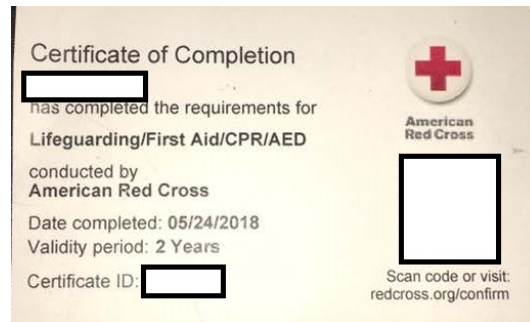 Certificate of Completion
has completed the requirements for
Lifeguarding/First Aid/CPR/AED
conducted by
American Red Cross
Date completed: 05/24/2018
Validity period: 2 Years
Certificate ID:
American
Red Cross
Scan code or visit:
redcross.org/confirm